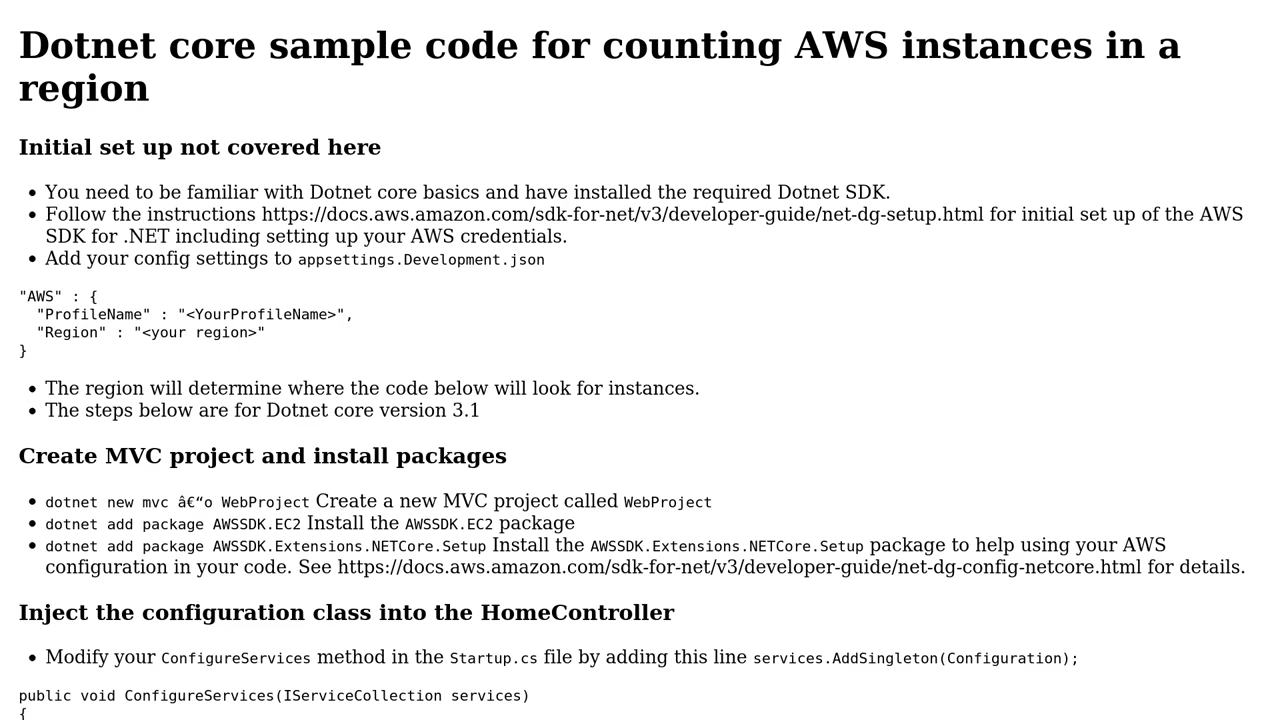 Dotnet core sample code for counting AWS instances in a
region
Initial set up not covered here
• You need to be familiar with Dotnet core basics and have installed the required Dotnet SDK.
• Follow the instructions https://docs.aws.amazon.com/sdk-for-net/v3/developer-guide/net-dg-setup.html for initial set up of the AWS
SDK for .NET including setting up your AWS credentials.
• Add your config settings to appsettings.Development.json
"AWS" : {
  "ProfileName" : "<YourProfileName>",
  "Region" : "<your region>"
}
• The region will determine where the code below will look for instances.
• The steps below are for Dotnet core version 3.1
Create MVC project and install packages
• dotnet new mvc â€“o WebProject Create a new MVC project called WebProject
• dotnet add package AWSSDK.EC2 Install the AWSSDK.EC2 package
• dotnet add package AWSSDK.Extensions.NETCore.Setup Install the AWSSDK.Extensions.NETCore.Setup package to help using your AWS
configuration in your code. See https://docs.aws.amazon.com/sdk-for-net/v3/developer-guide/net-dg-config-netcore.html for details.
Inject the configuration class into the HomeController
• Modify your ConfigureServices method in the Startup.cs file by adding this line services.AddSingleton(Configuration);
public void ConfigureServices(IServiceCollection services)
{